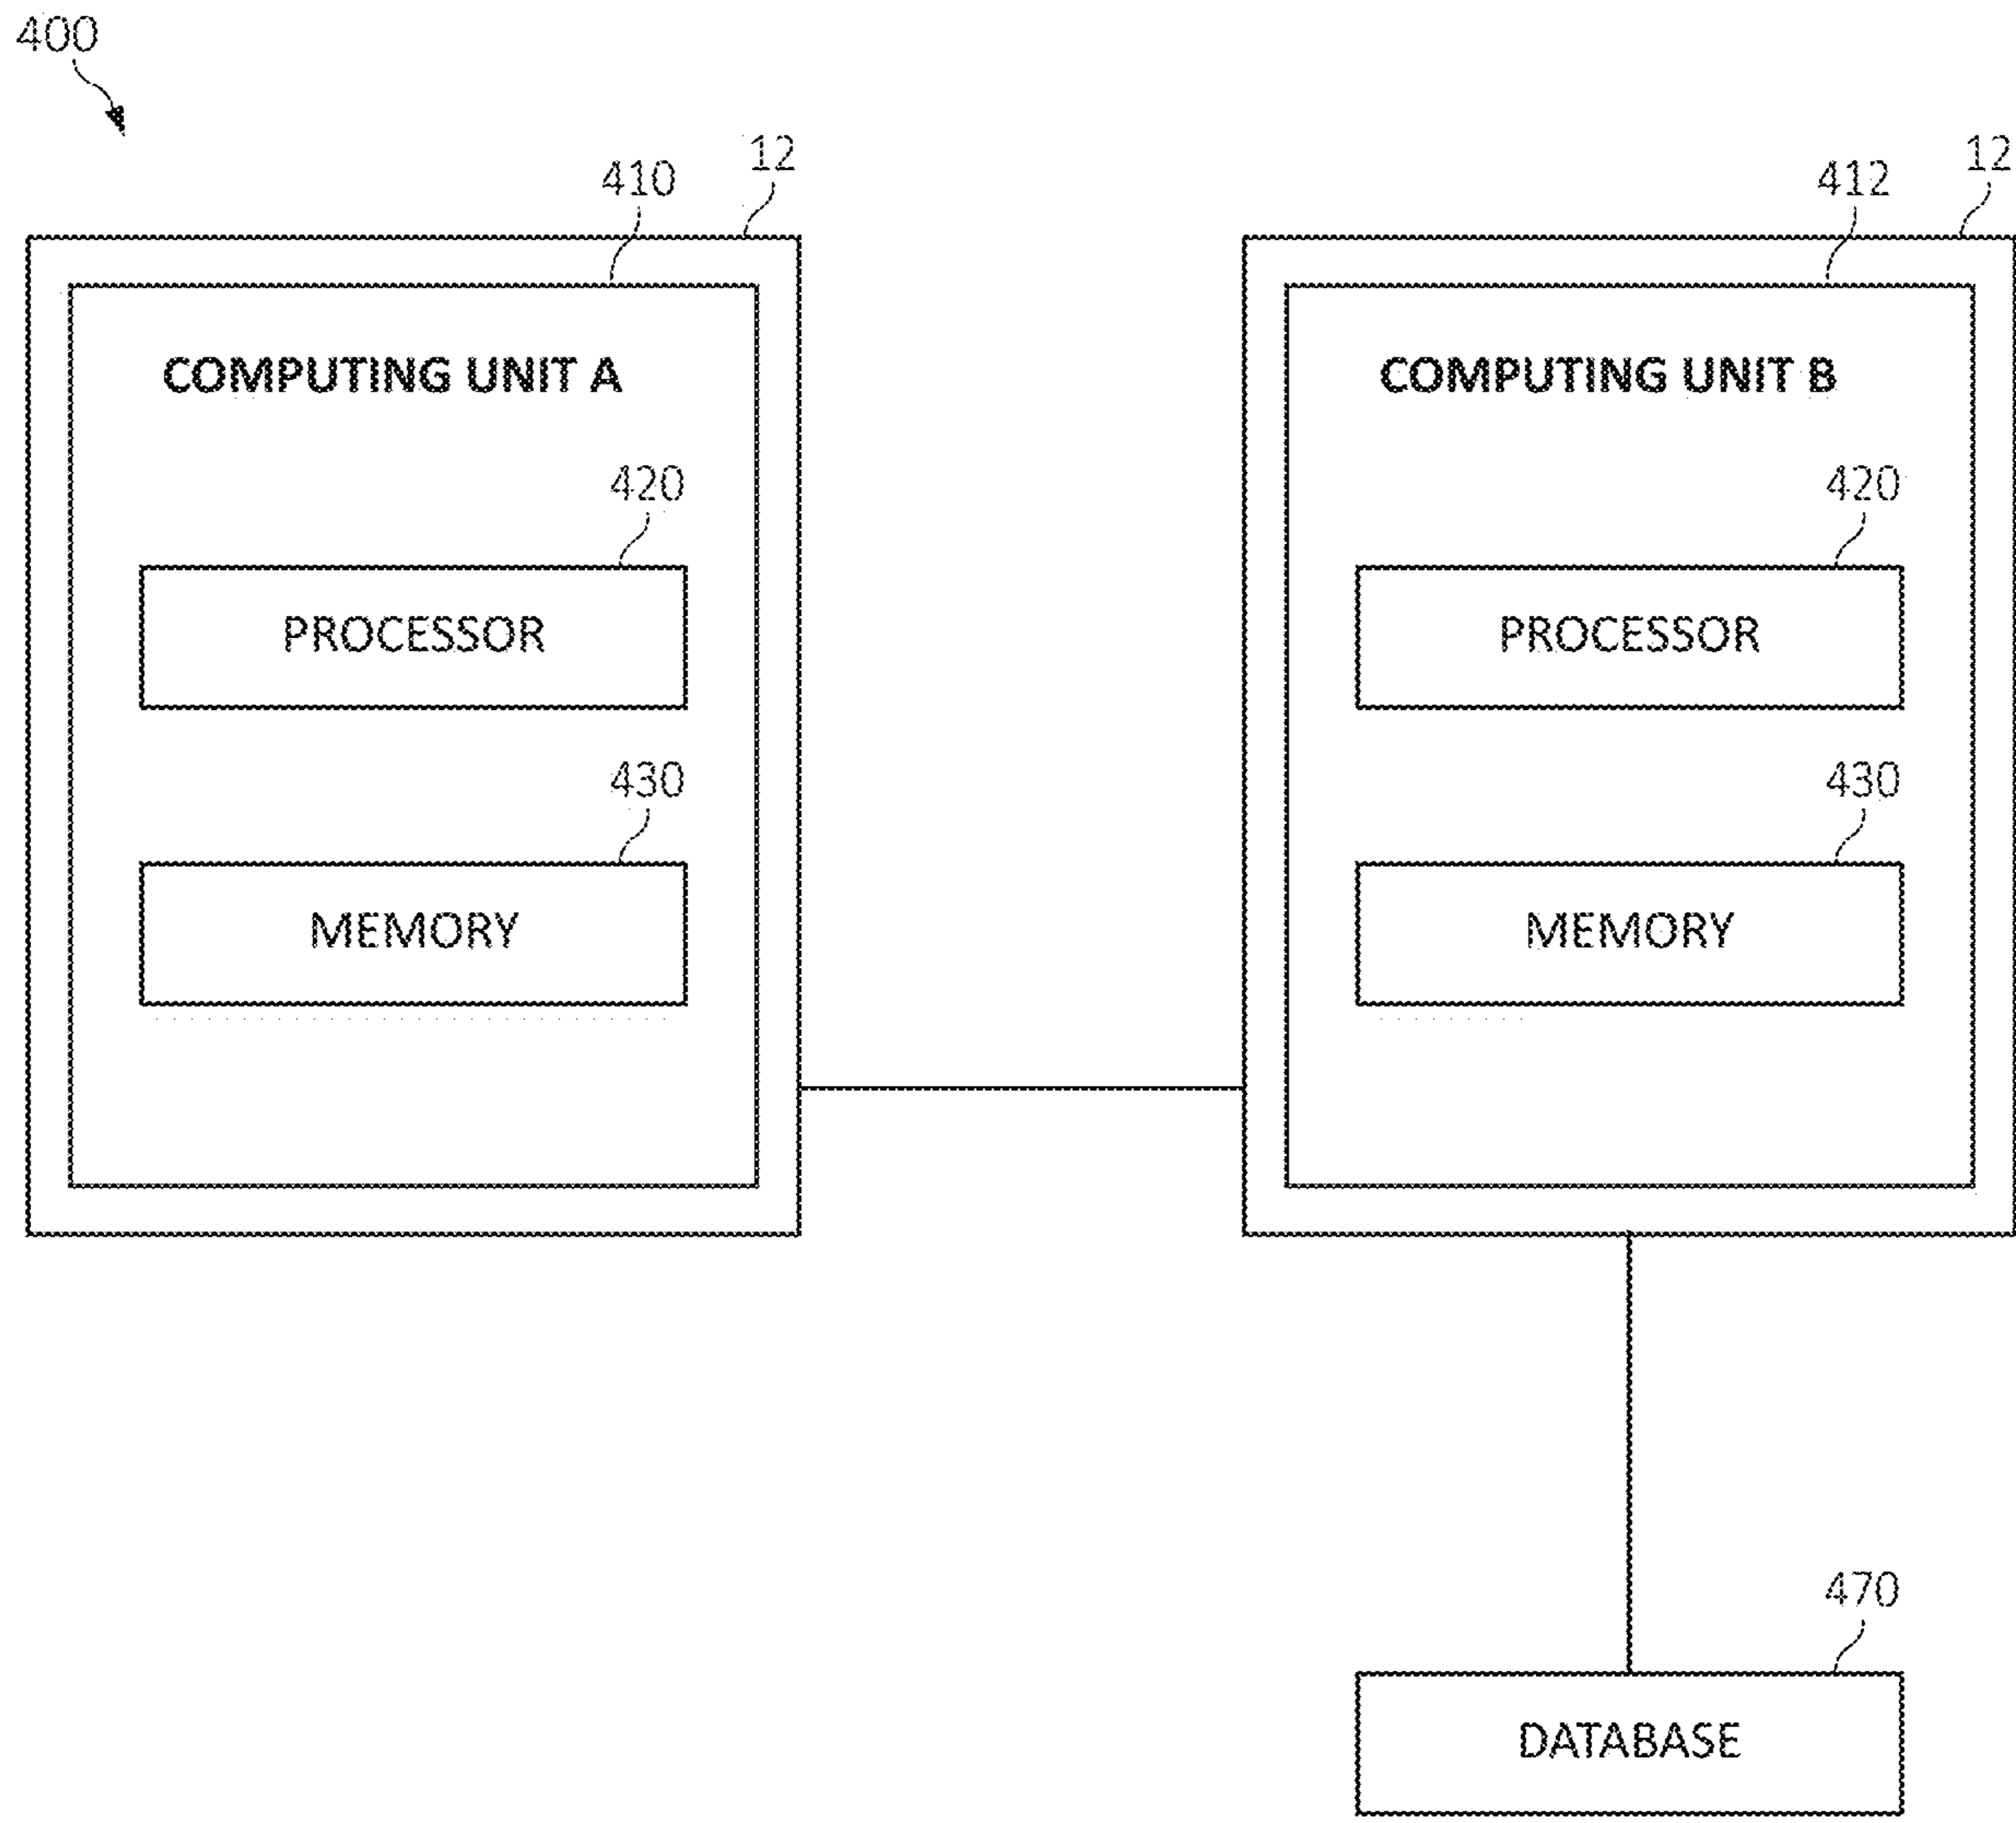 400
12
410
COMPUTING UNIT A
420
PROCESSOR
430
MEMORY
12
412
COMPUTING UNIT B
420
PROCESSOR
430
MEMORY
470
DATABASE